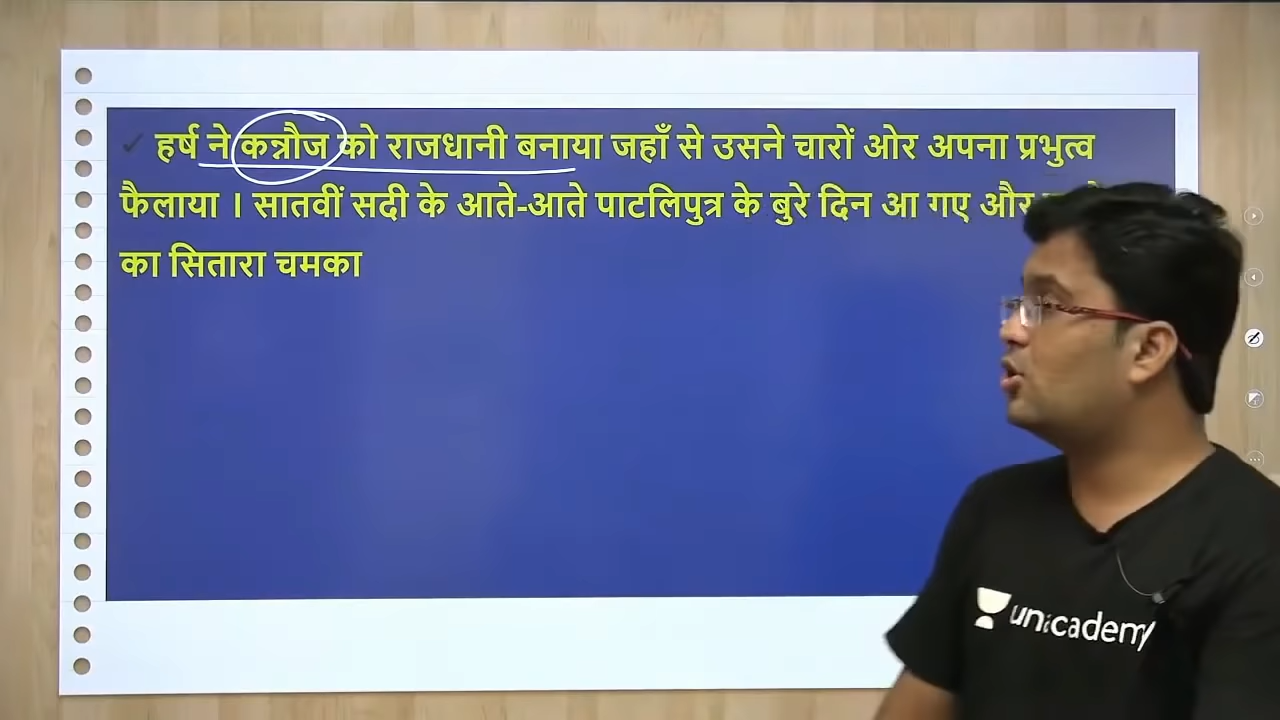 हर्ष ने कन्नौज को राजधानी बनाया जहाँ से उसने चारों ओर अपना प्रभुत्व
फैलाया । सातवीं सदी के आते-आते पाटलिपुत्र के बुरे दिन आ गए और
का सितारा चमका
unacademy